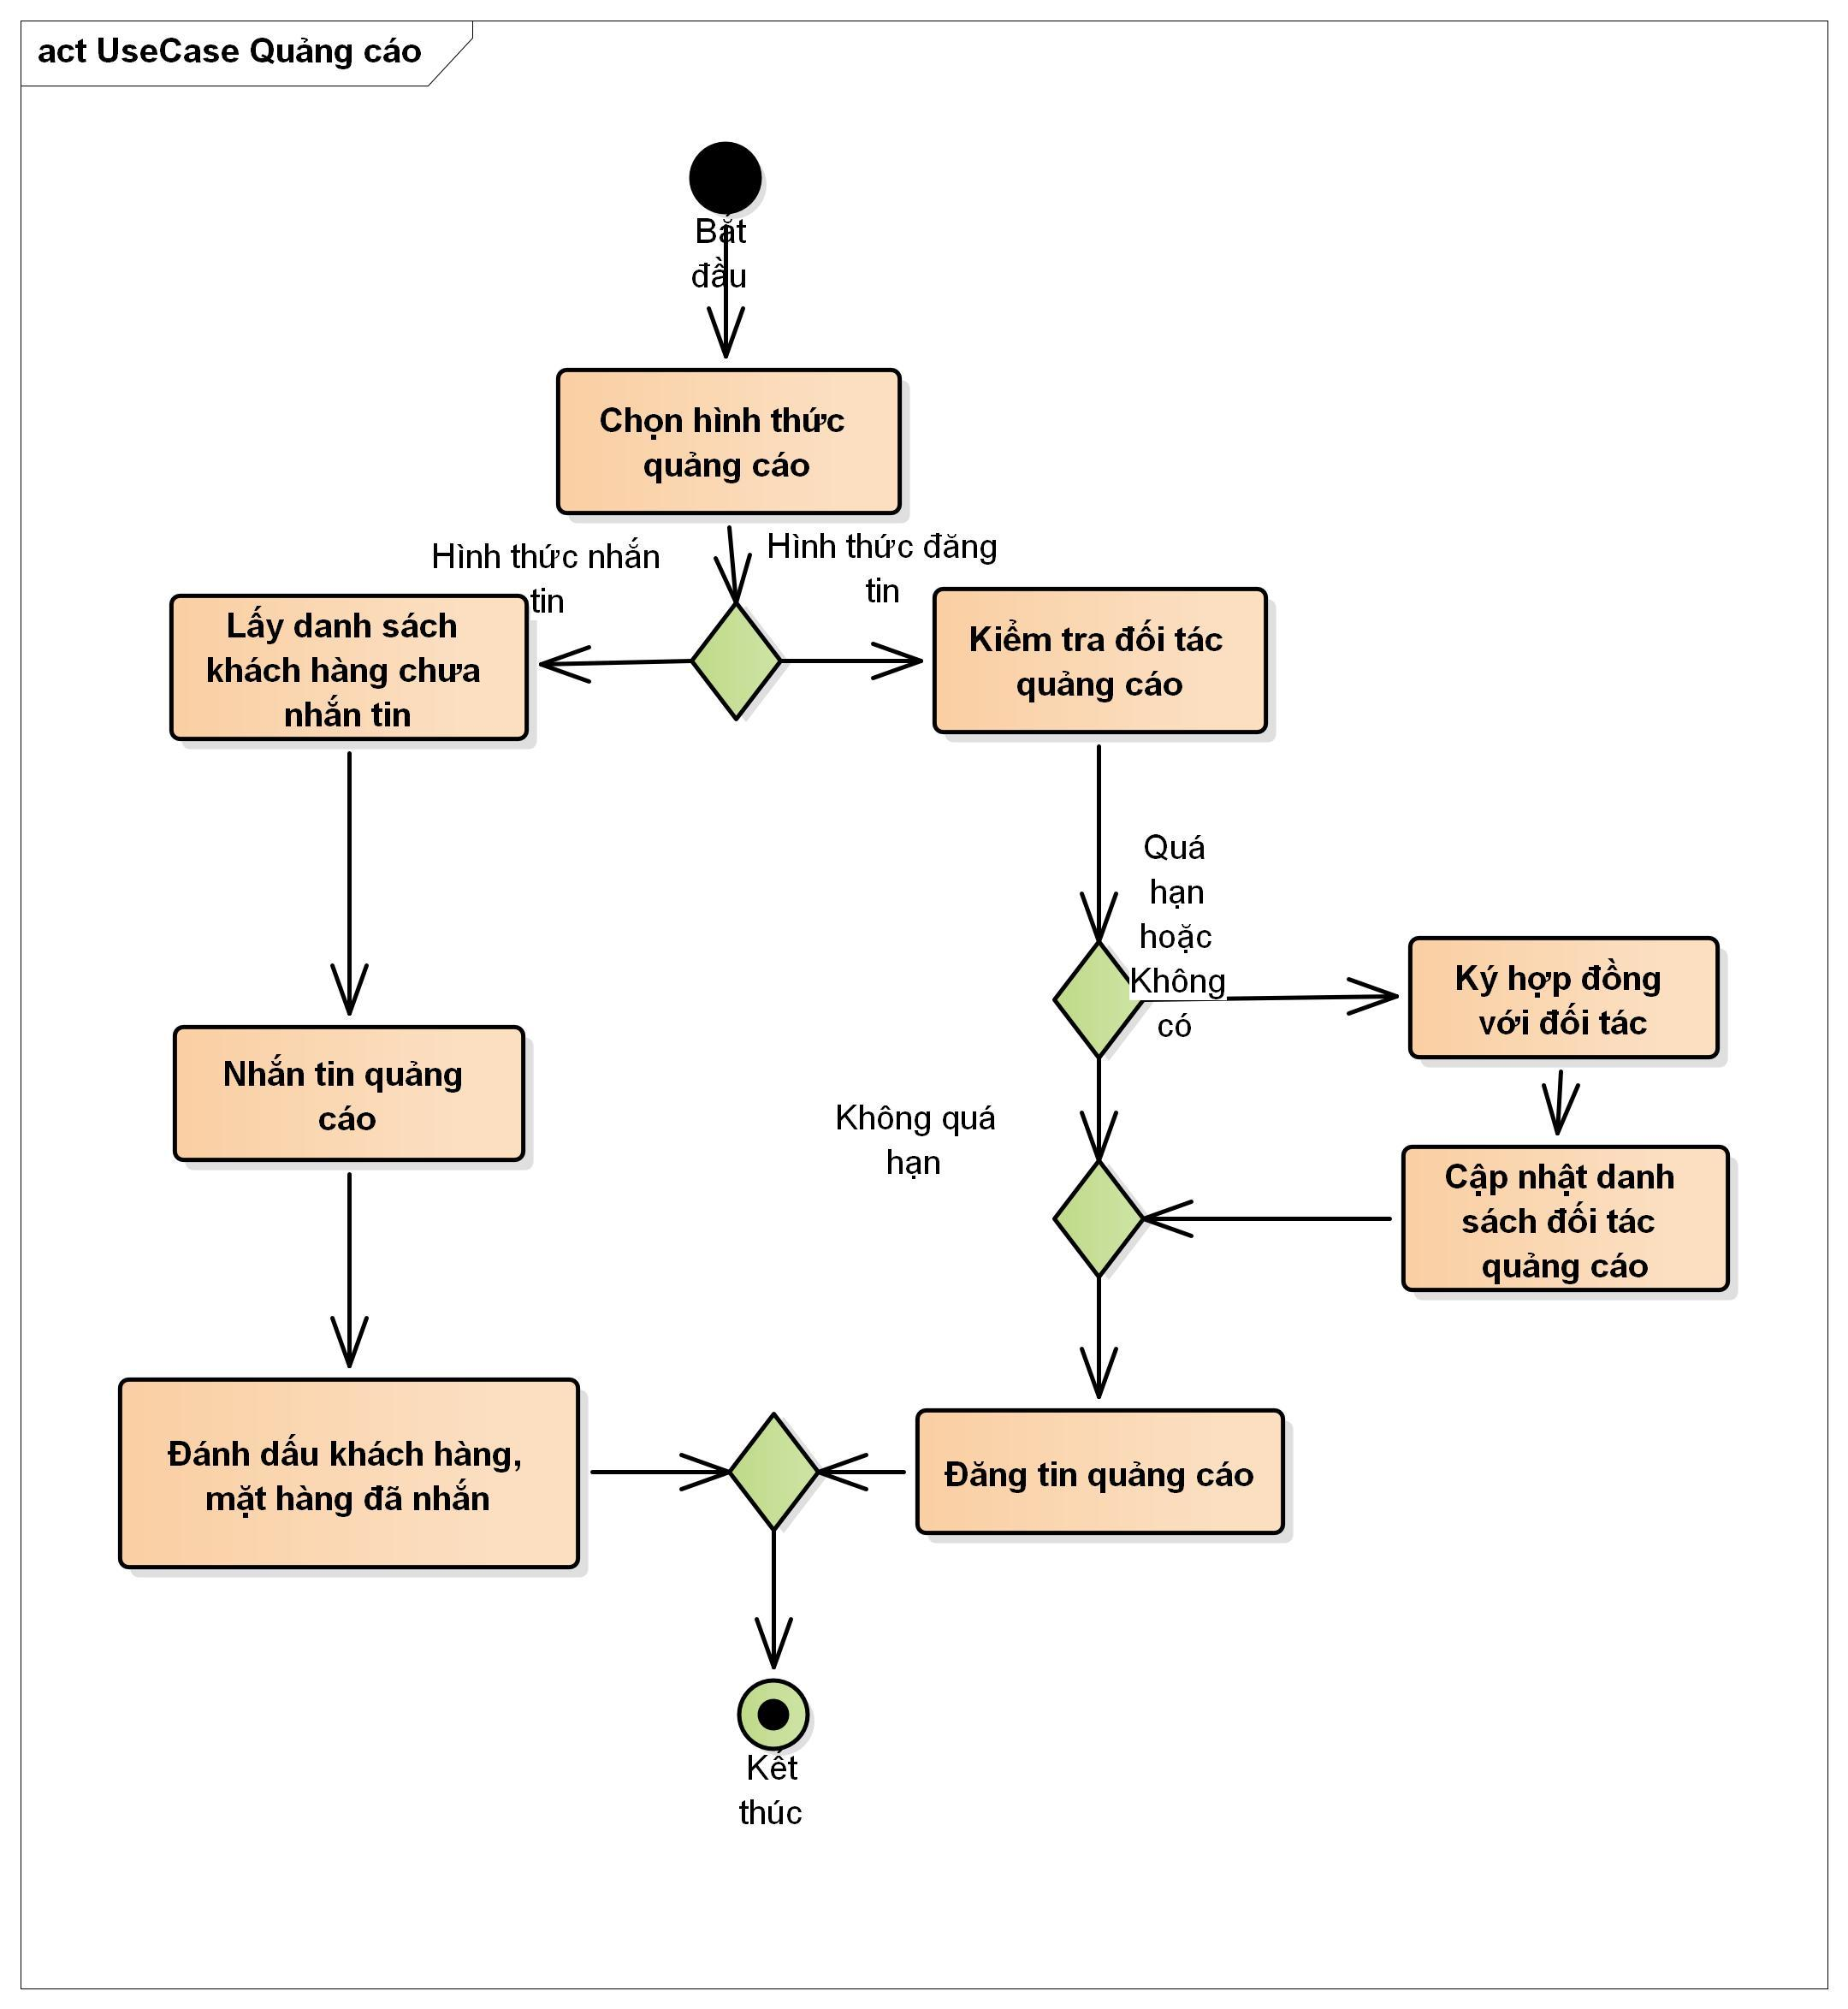 act UseCase Quảng cáo
Bắt
đầu
Chọn hình thức
quảng cáo
Hình thức nhắn
tin
Hình thức đăng
tin
Lấy danh sách
khách hàng chưa
nhắn tin
Kiểm tra đối tác
quảng cáo
Quá
hạn
hoặc
Không
có
Ký hợp đồng
với đối tác
Nhắn tin quảng
cáo
Không quá
hạn
Cập nhật danh
sách đối tác
quảng cáo
Đánh dấu khách hàng,
mặt hàng đã nhắn
Đăng tin quảng cáo
Kết
thúc